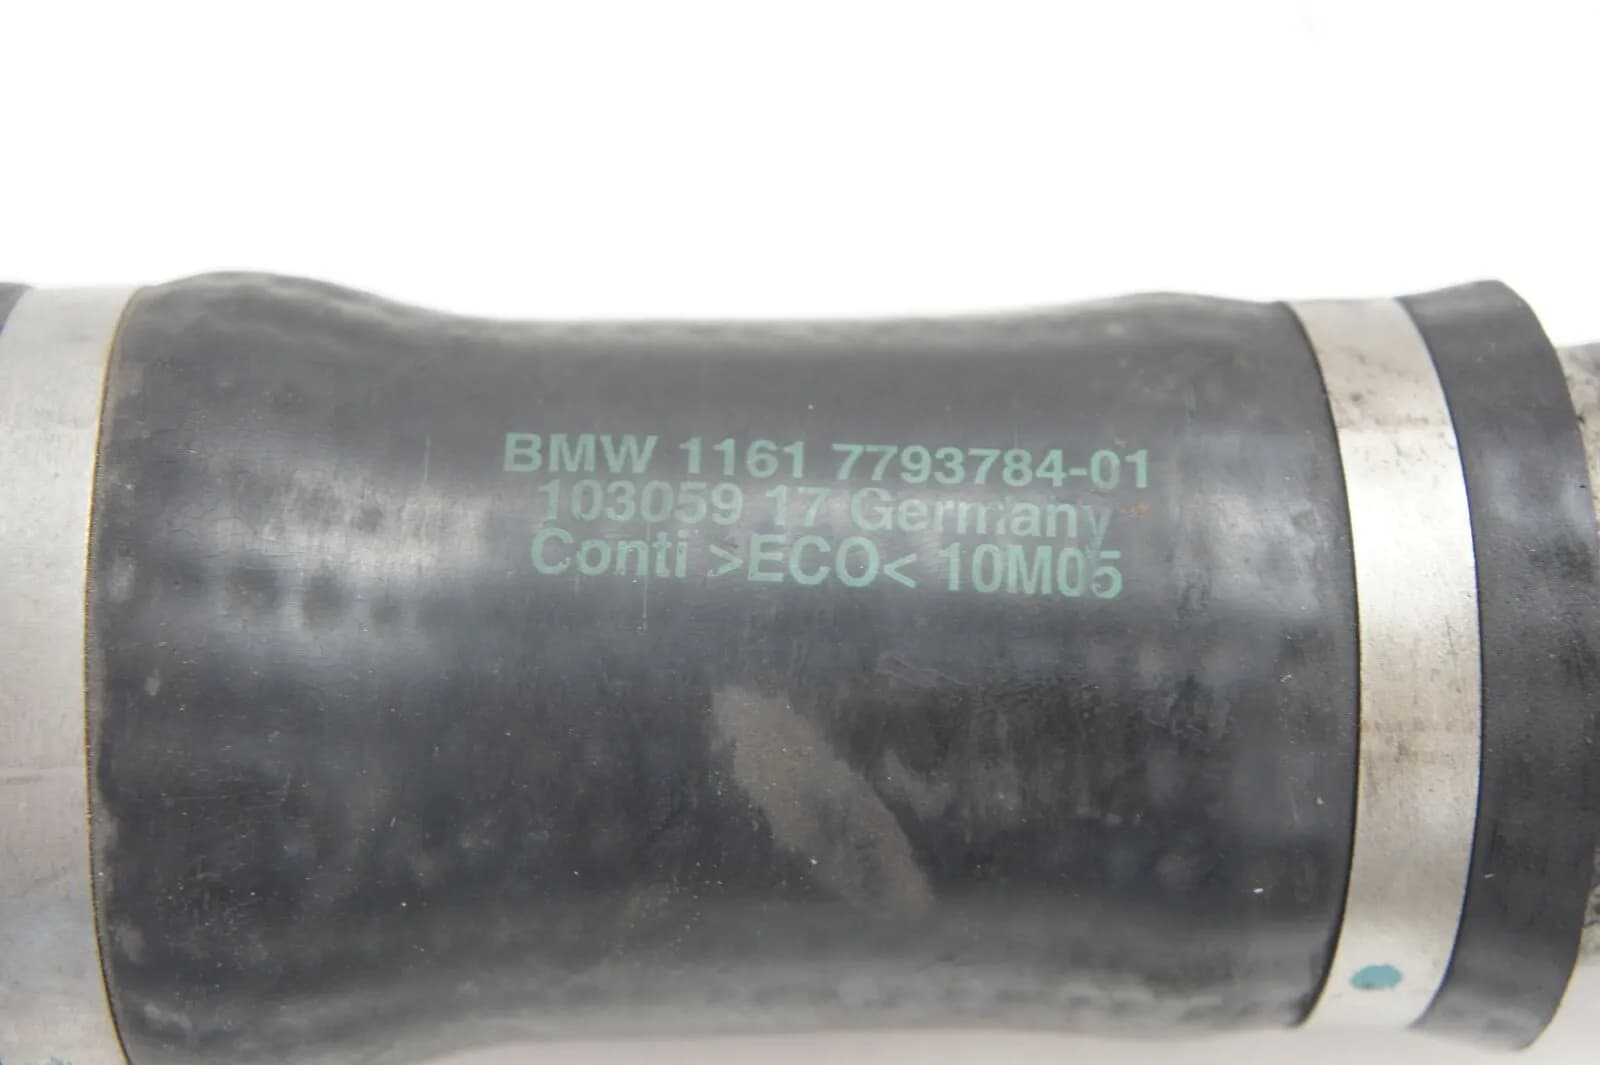 BMW 1161 7793784-01
103059 17 Germany
Conti >ECO< 10M05